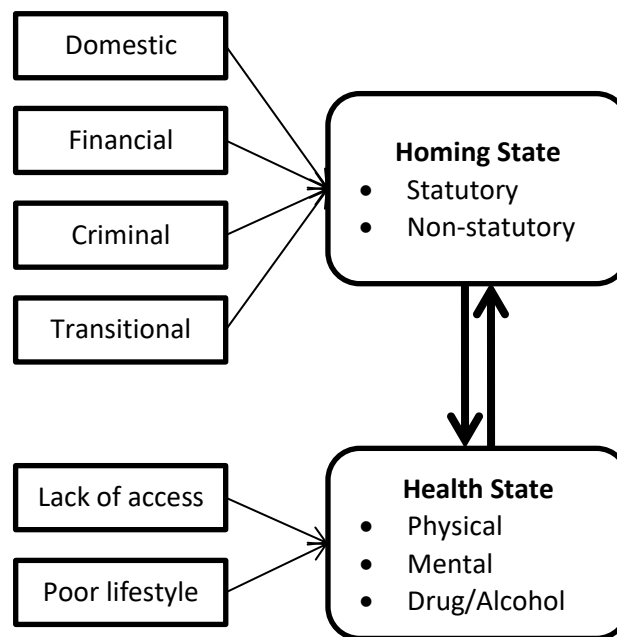 Domestic
Financial
Criminal
Transitional
Homing State
• Statutory
• Non-statutory
Lack of access
Poor lifestyle
Health State
• Physical
• Mental
• Drug/Alcohol